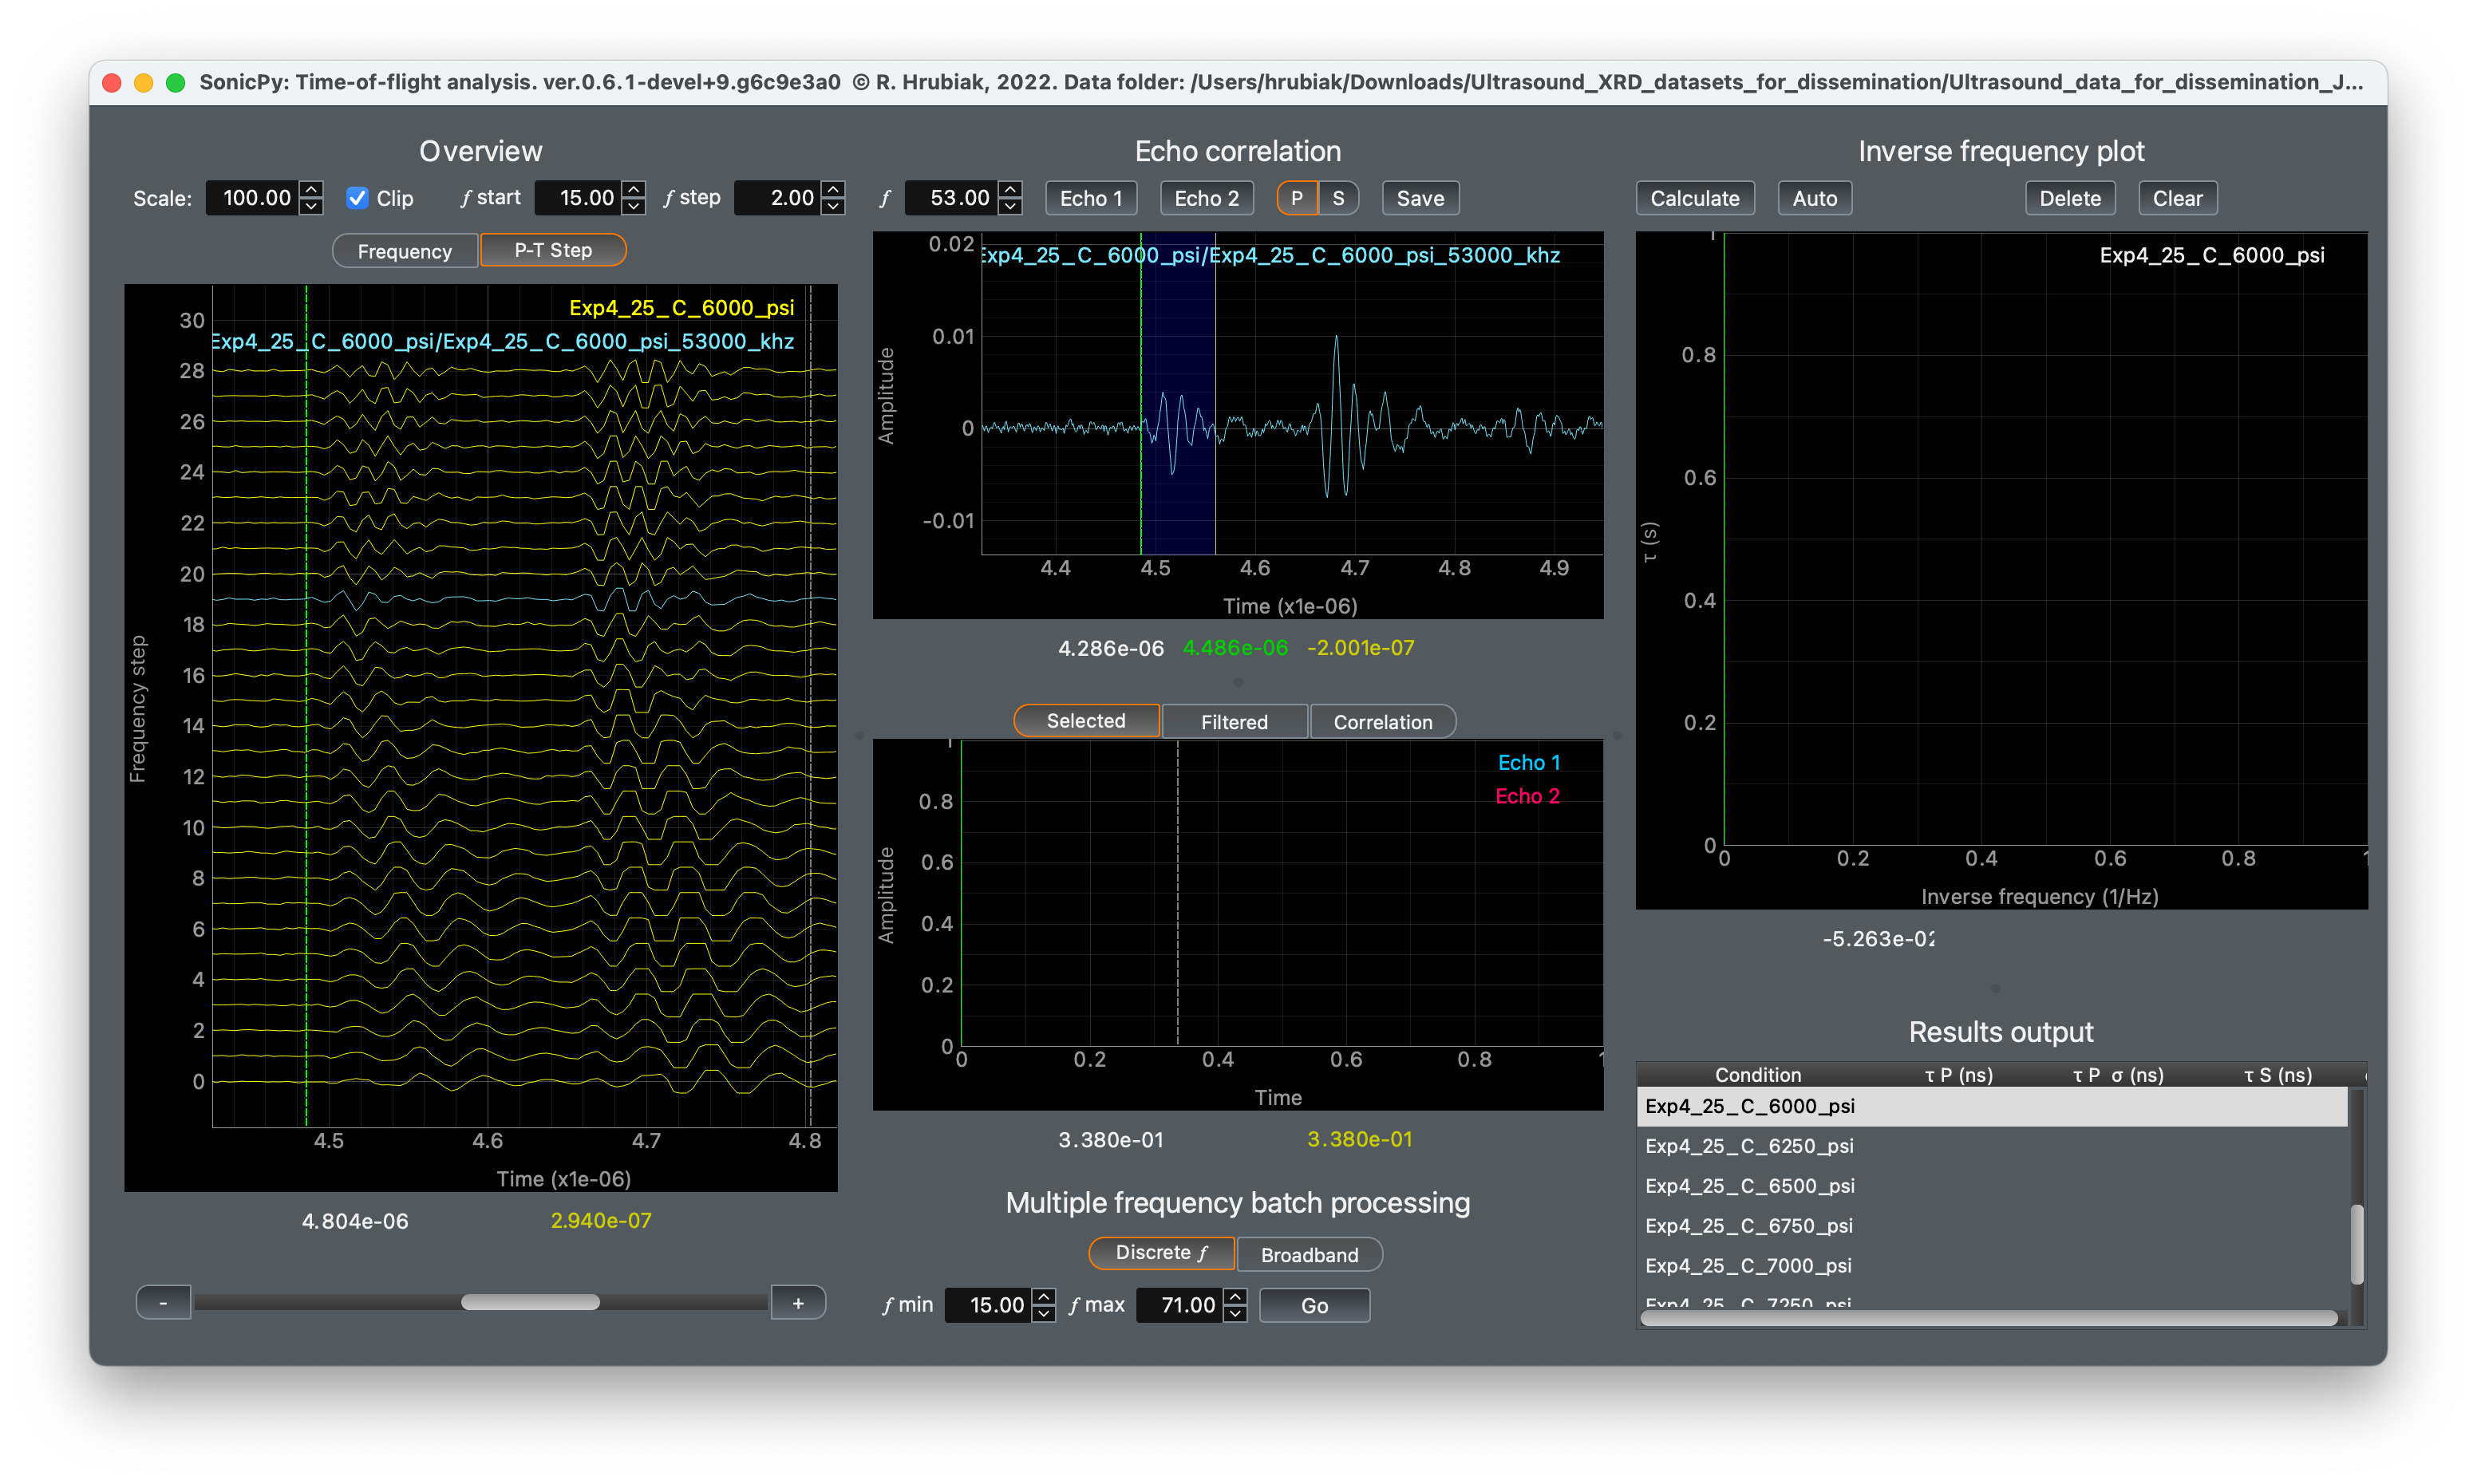 SonicPy: Time-of-flight analysis. ver.0.6.1-devel+9.g6c9e3a0 © R. Hrubiak, 2022. Data folder: /Users/hrubiak/Downloads/Ultrasound_XRD_datasets_for_dissemination/Ultrasound_data_for_dissemination_J...
Overview
Scale: 100.00 Clip f start 15.00 f step 2.00
Frequency P-T Step
Exp4_25_C_6000_psi
Exp4_25_C_6000_psi/Exp4_25_C_6000_psi_53000_khz
30
28
26
24
22
20
18
16
14
12
10
8
6
4
2
0
Frequency step
4.5 4.6 4.7 4.8
Time (x1e-06)
4.804e-06 2.940e-07
- +
Echo correlation
f 53.00 Echo 1 Echo 2 P S Save
Exp4_25_C_6000_psi/Exp4_25_C_6000_psi_53000_khz
0.02
0.01
0
-0.01
Amplitude
4.4 4.5 4.6 4.7 4.8 4.9
Time (x1e-06)
4.286e-06 4.486e-06 -2.001e-07
Selected Filtered Correlation
Echo 1
Echo 2
0.8
0.6
0.4
0.2
0
Amplitude
0 0.2 0.4 0.6 0.8
Time
3.380e-01 3.380e-01
Multiple frequency batch processing
Discrete f Broadband
f min 15.00 f max 71.00 Go
Inverse frequency plot
Calculate Auto Delete Clear
Exp4_25_C_6000_psi
0.8
0.6
0.4
0.2
0
τ (s)
0 0.2 0.4 0.6 0.8
Inverse frequency (1/Hz)
-5.263e-02
Results output
Condition τ P (ns) τ P σ (ns) τ S (ns)
Exp4_25_C_6000_psi
Exp4_25_C_6250_psi
Exp4_25_C_6500_psi
Exp4_25_C_6750_psi
Exp4_25_C_7000_psi
Exp4_25_C_7250_psi